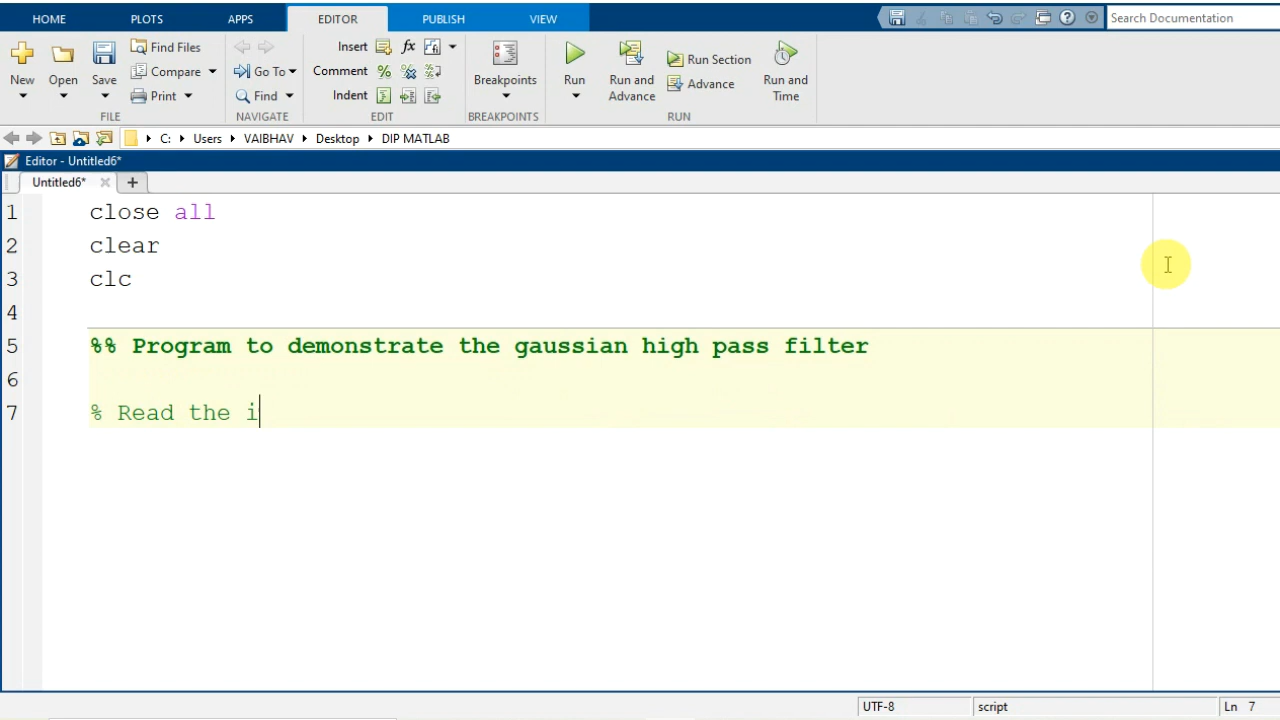 HOME PLOTS APPS EDITOR PUBLISH VIEW Search Documentation
New Open Save Find Files Compare Print FILE
Go To Find NAVIGATE
Insert fx Comment % Indent EDIT
Breakpoints BREAKPOINTS
Run Run and Advance Run Section Advance Run and Time RUN
C: Users VAIBHAV Desktop DIP MATLAB
Editor - Untitled6*
Untitled6* +
1 close all
2 clear
3 clc
4
5 %% Program to demonstrate the gaussian high pass filter
6
7 % Read the i
UTF-8 script Ln 7